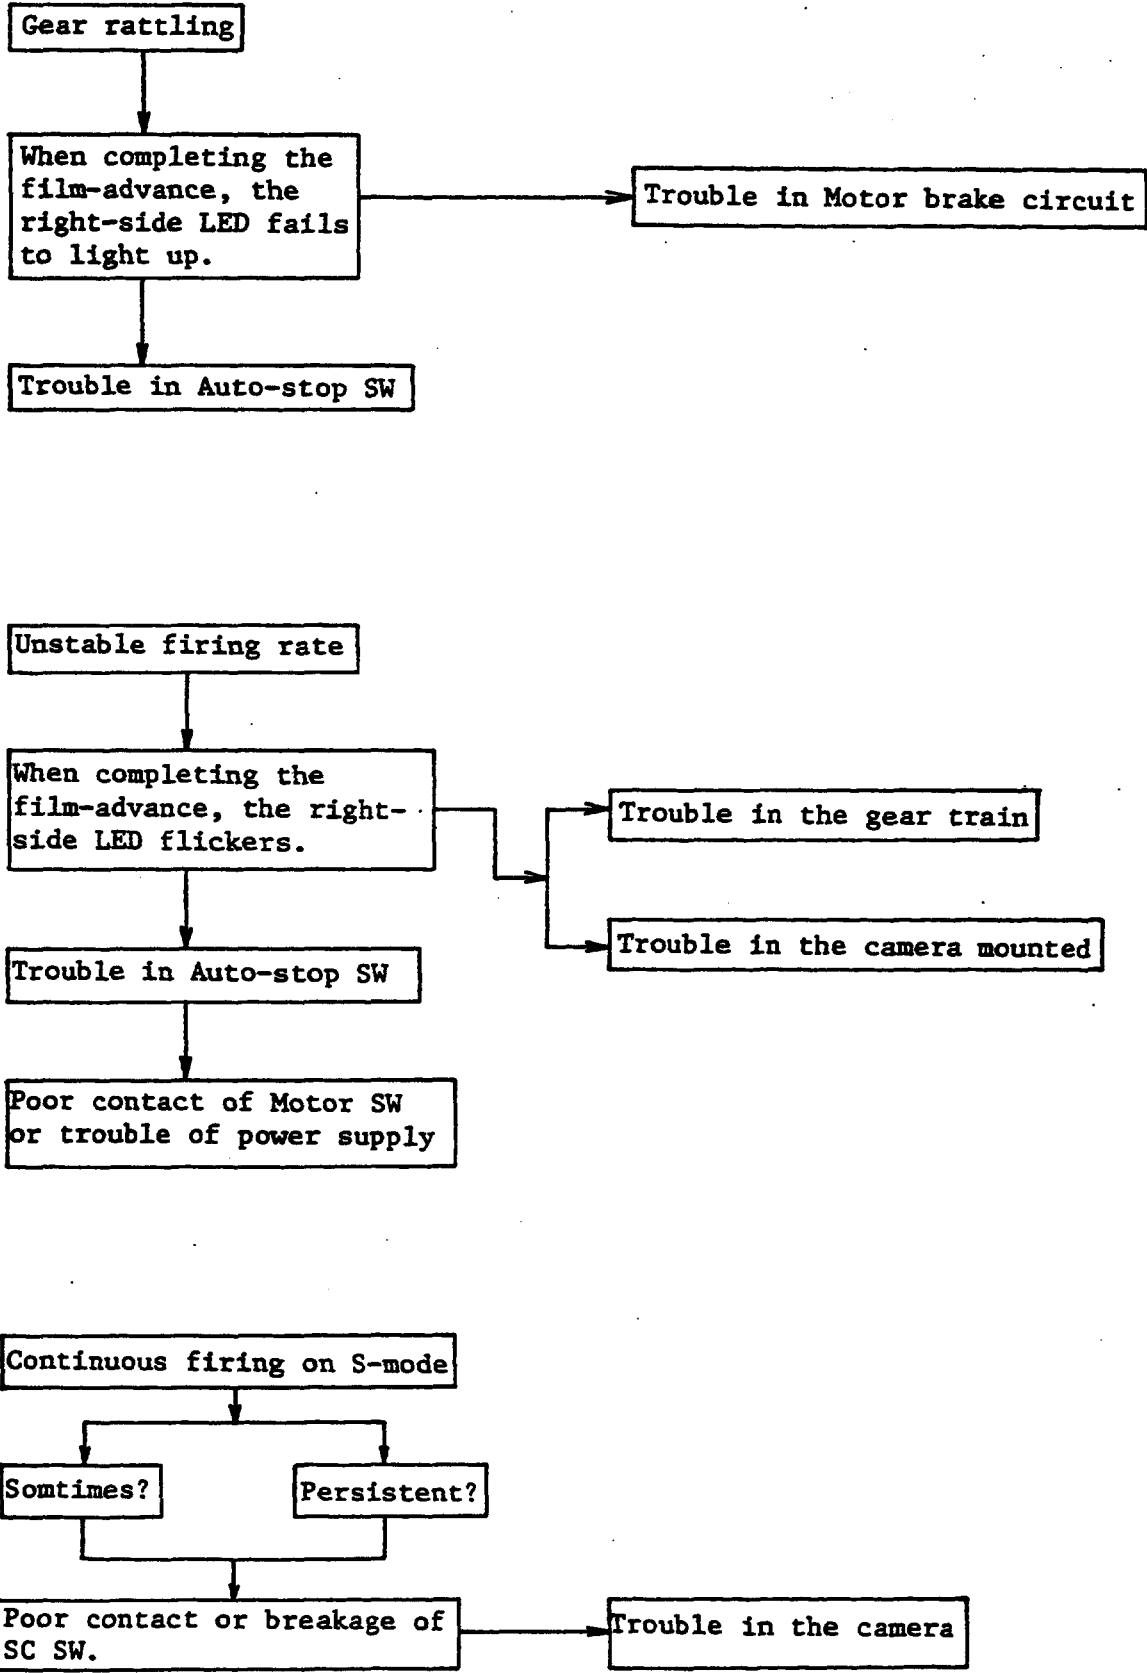 Gear rattling
When completing the
film-advance, the
right-side LED fails
to light up.
Trouble in Motor brake circuit
Trouble in Auto-stop SW
Unstable firing rate
When completing the
film-advance, the right-
side LED flickers.
Trouble in the gear train
Trouble in the camera mounted
Trouble in Auto-stop SW
Poor contact of Motor SW
or trouble of power supply
Continuous firing on S-mode
Somtimes?
Persistent?
Poor contact or breakage of
SC SW.
Trouble in the camera